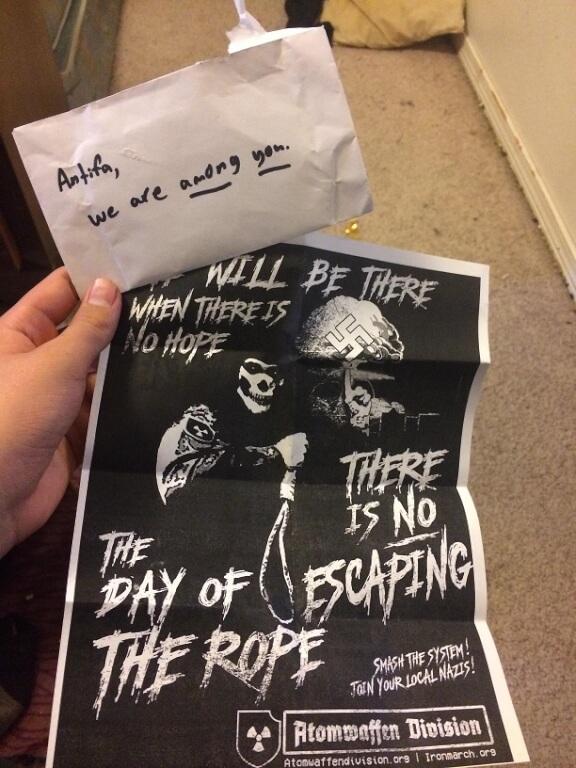 Antifa,
we are among you.
WILL BE THERE
WHEN THERE IS
NO HOPE
THERE
IS NO
ESCAPING
THE
DAY OF
THE ROPE
SMASH THE SYSTEM!
JOIN YOUR LOCAL NAZIS!
Atomwaffen Division
Atomwaffendivision.org | Ironmarch.org